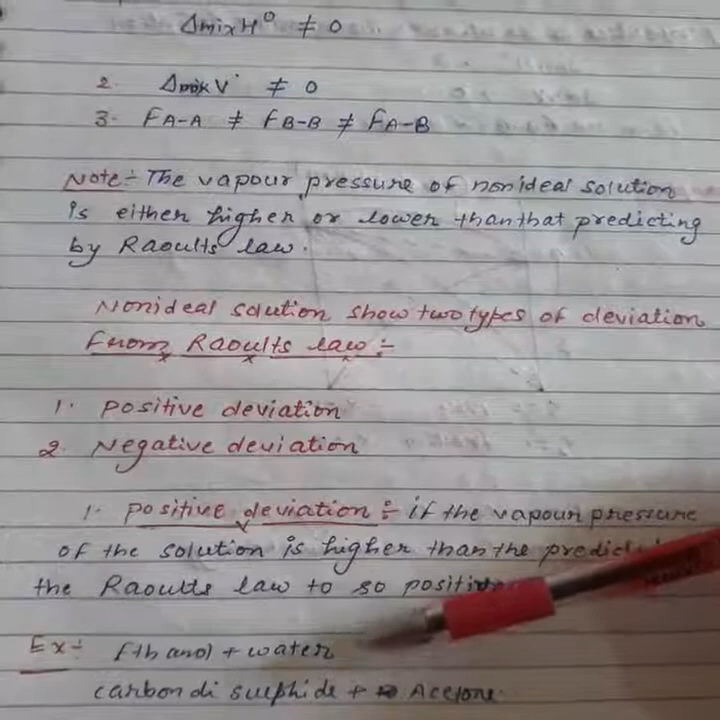 ΔmixH° ≠ 0
2. ΔmixV ≠ 0
3. FA-A ≠ FB-B ≠ FA-B
Note:- The vapour pressure of nonideal solution
is either higher or lower than that predicting
by Raoults law.
Nonideal solution show two types of deviation
From Raoults law:-
1. Positive deviation
2. Negative deviation
1. Positive deviation:- if the vapour pressure
of the solution is higher than the
the Raoults law to so
Ex:- Ethanol + water
carbondi sulphide + Acetone